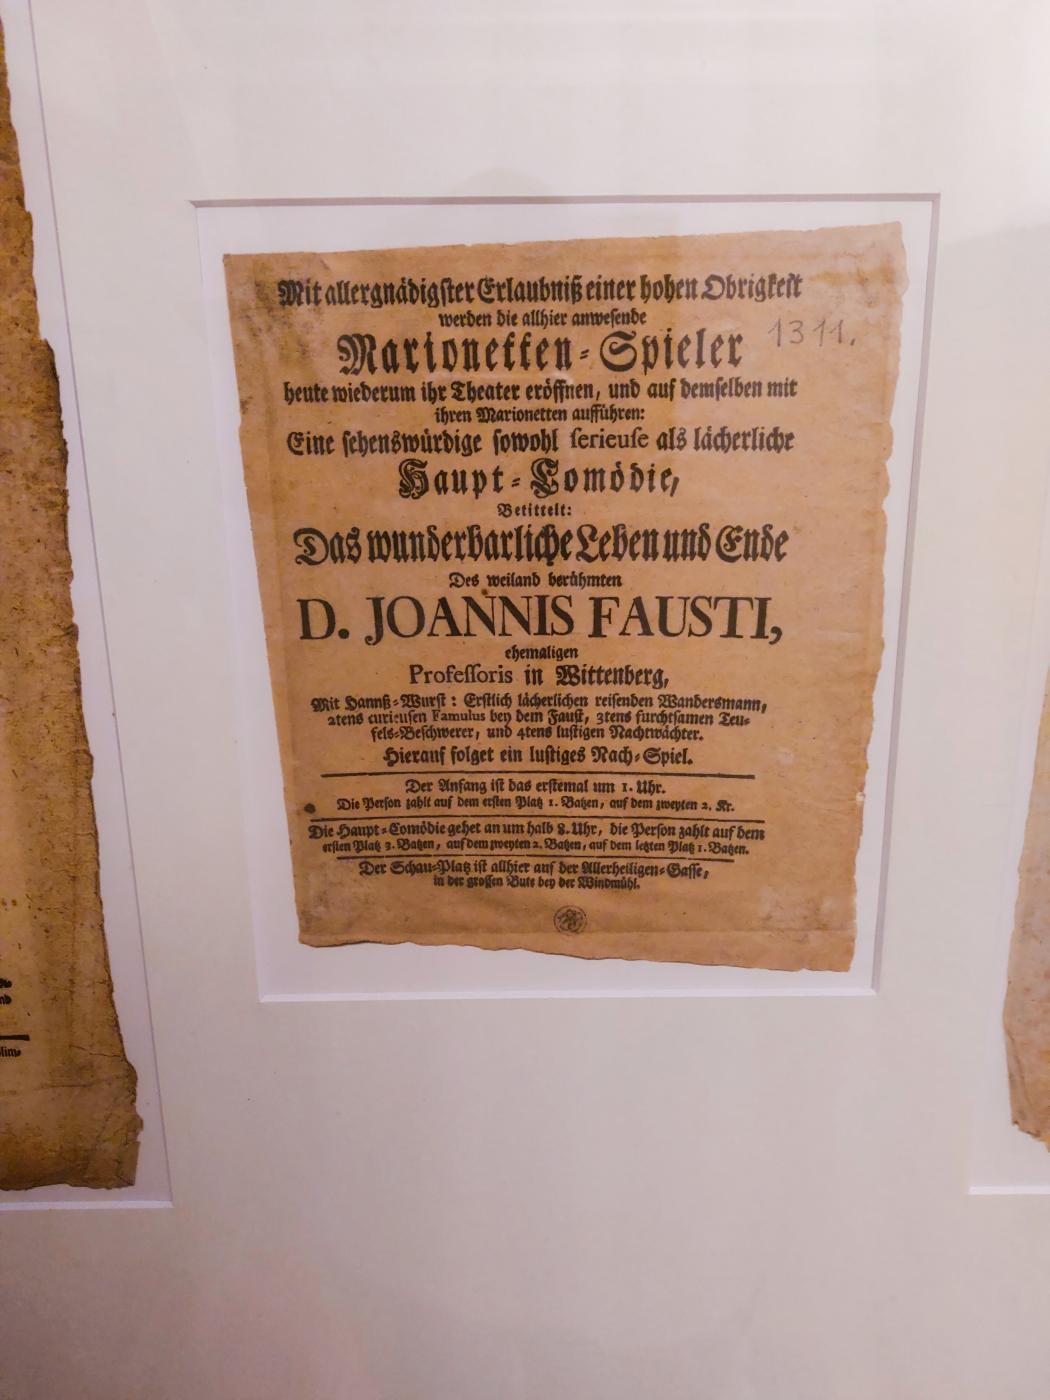 Mit allergnädigster Erlaubniß einer hohen Obrigkeit
werden die allhier anwesende
Marionetten-Spieler
1311.
heute wiederum ihr Theater eröffnen, und auf demselben mit
ihren Marionetten aufführen:
Eine sehenswürdige sowohl serieuse als lächerliche
Haupt-Comödie,
Betittelt:
Das wunderbarliche Leben und Ende
Des weiland berühmten
D. JOANNIS FAUSTI,
ehemaligen
Professoris in Wittenberg,
Mit Hannß-Wurst: Erstlich lächerlichen reisenden Wandersmann,
2tens curieusen Famulus bey dem Faust, 3tens furchtsamen Teu-
fels-Beschwerer, und 4tens lustigen Nachtwächter.
Hierauf folget ein lustiges Nach-Spiel.
Der Anfang ist das erstemal um 1. Uhr.
Die Person zahlt auf dem ersten Platz 1. Batzen, auf dem zweyten 2. Kr.
Die Haupt-Comödie gehet an um halb 8. Uhr, die Person zahlt auf dem
ersten Platz 3. Batzen, auf dem zweyten 2. Batzen, auf dem letzten Platz 1. Batzen.
Der Schau-Platz ist allhier auf der Allerheiligen-Gasse,
in der grossen Bute bey der Windmühl.